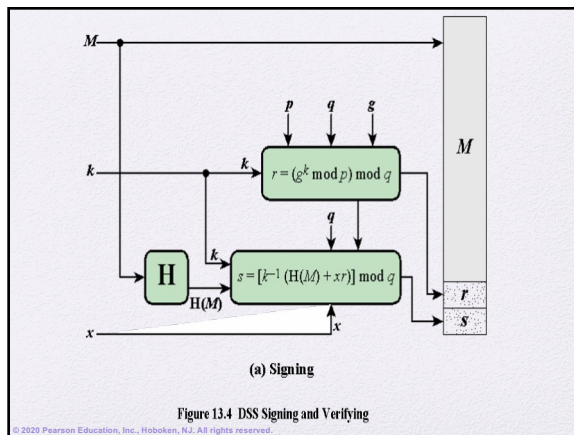 M
p q g
M
k
k
r = (g^k mod p) mod q
q
k
H
s = [k^–1 (H(M) + xr)] mod q
H(M)
r
x
x
s
(a) Signing
Figure 13.4 DSS Signing and Verifying
© 2020 Pearson Education, Inc., Hoboken, NJ. All rights reserved.